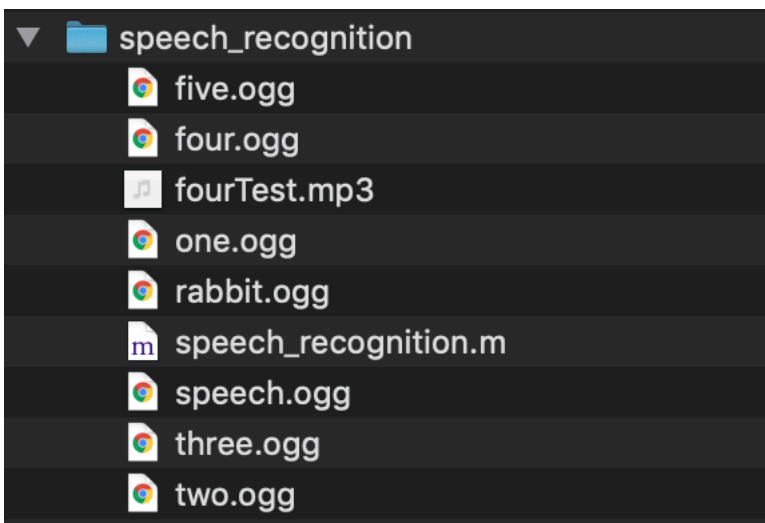 speech_recognition
five.ogg
four.ogg
fourTest.mp3
one.ogg
rabbit.ogg
m speech_recognition.m
speech.ogg
three.ogg
two.ogg